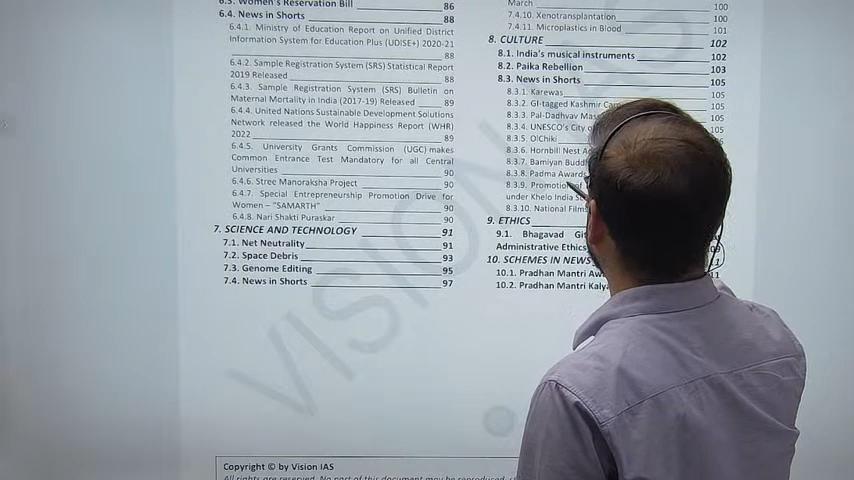 6.3. Women's Reservation Bill 86
6.4. News in Shorts 88
6.4.1. Ministry of Education Report on Unified District
Information System for Education Plus (UDISE+) 2020-21
88
6.4.2. Sample Registration System (SRS) Statistical Report
2019 Released 88
6.4.3. Sample Registration System (SRS) Bulletin on
Maternal Mortality in India (2017-19) Released 89
6.4.4. United Nations Sustainable Development Solutions
Network released the World Happiness Report (WHR)
2022 89
6.4.5. University Grants Commission (UGC) makes
Common Entrance Test Mandatory for all Central
Universities 90
6.4.6. Stree Manoraksha Project 90
6.4.7. Special Entrepreneurship Promotion Drive for
Women – "SAMARTH" 90
6.4.8. Nari Shakti Puraskar 90
7. SCIENCE AND TECHNOLOGY 91
7.1. Net Neutrality 91
7.2. Space Debris 93
7.3. Genome Editing 95
7.4. News in Shorts 97
March 100
7.4.10. Xenotransplantation 100
7.4.11. Microplastics in Blood 101
8. CULTURE 102
8.1. India's musical instruments 102
8.2. Paika Rebellion 103
8.3. News in Shorts 105
8.3.1. Karewas 105
8.3.2. GI-tagged Kashmir 105
8.3.3. Pal-Dadhvav 105
8.3.4. UNESCO's City 105
8.3.5. OlChiki
8.3.6. Hornbill Nest
8.3.7. Bamiyan
8.3.8. Padma Awards
8.3.9. Promotion of
under Khelo India
8.3.10. National
9. ETHICS
9.1. Bhagavad
Administrative Ethics
10. SCHEMES IN NEWS
10.1. Pradhan Mantri
10.2. Pradhan Mantri
VISION IAS
Copyright © by Vision IAS
All rights are reserved. No part of this document may be reproduced,